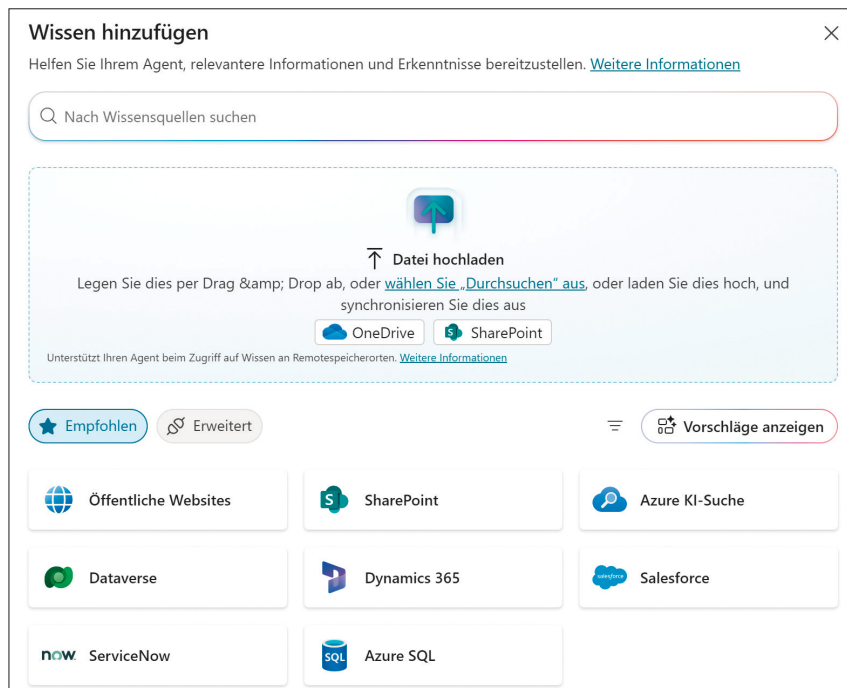 Wissen hinzufügen
Helfen Sie Ihrem Agent, relevantere Informationen und Erkenntnisse bereitzustellen. Weitere Informationen
Nach Wissensquellen suchen
Datei hochladen
Legen Sie dies per Drag &amp; Drop ab, oder wählen Sie „Durchsuchen" aus, oder laden Sie dies hoch, und
synchronisieren Sie dies aus
OneDrive S SharePoint
Unterstützt Ihren Agent beim Zugriff auf Wissen an Remotespeicherorten. Weitere Informationen
Empfohlen Erweitert Vorschläge anzeigen
Öffentliche Websites S SharePoint Azure KI-Suche
Dataverse Dynamics 365 salesforce Salesforce
now. ServiceNow SQL Azure SQL